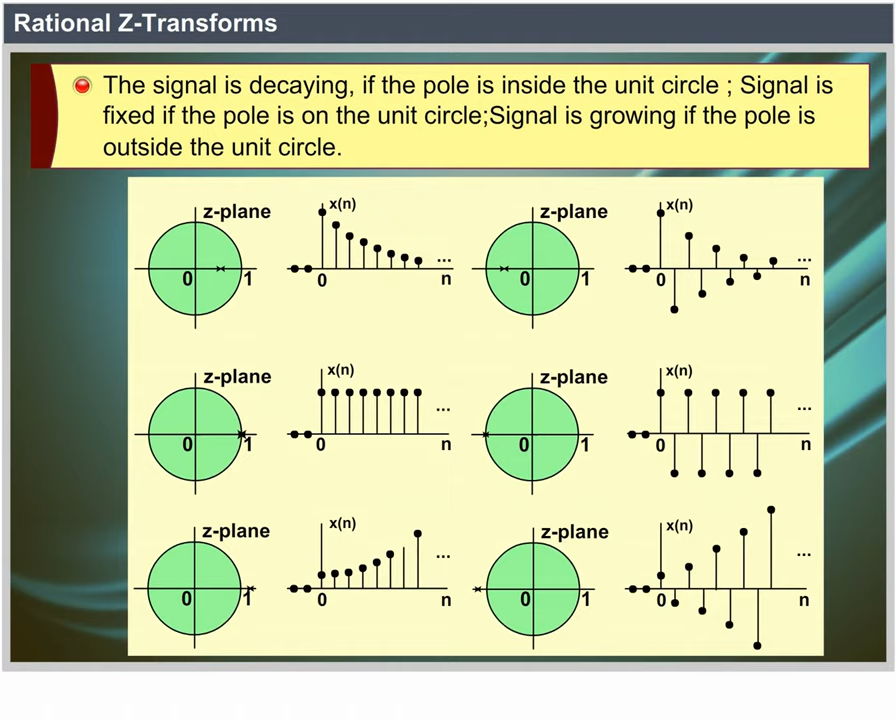 Rational Z-Transforms
The signal is decaying, if the pole is inside the unit circle ; Signal is
fixed if the pole is on the unit circle;Signal is growing if the pole is
outside the unit circle.
z-plane
0
1
x(n)
0
...
n
z-plane
0
1
x(n)
0
...
n
z-plane
0
1
x(n)
0
...
n
z-plane
0
1
x(n)
0
...
n
z-plane
0
1
x(n)
0
...
n
z-plane
0
1
x(n)
0
...
n